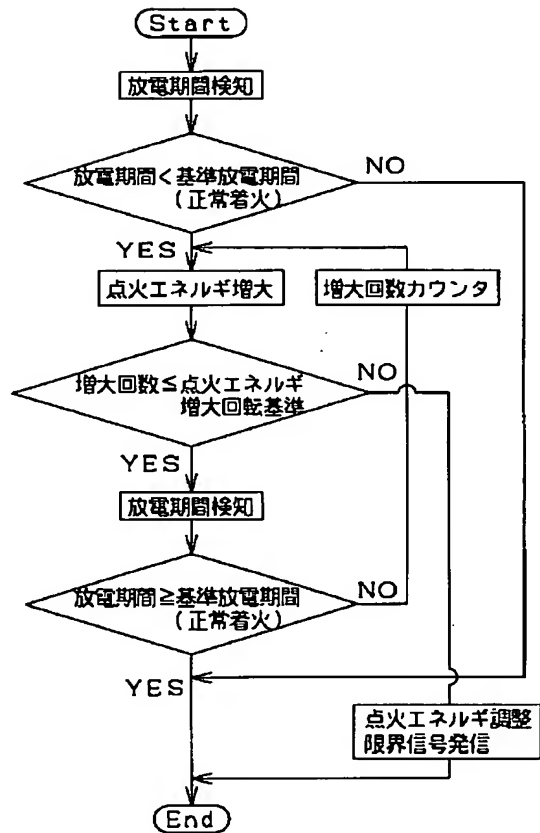 Start
放電期間検知
放電期間<基準放電期間
(正常着火)
NO
YES
点火エネルギ増大
増大回数カウンタ
増大回数≦点火エネルギ
増大回転基準
NO
YES
放電期間検知
放電期間≧基準放電期間
(正常着火)
NO
YES
点火エネルギ調整
限界信号発信
End